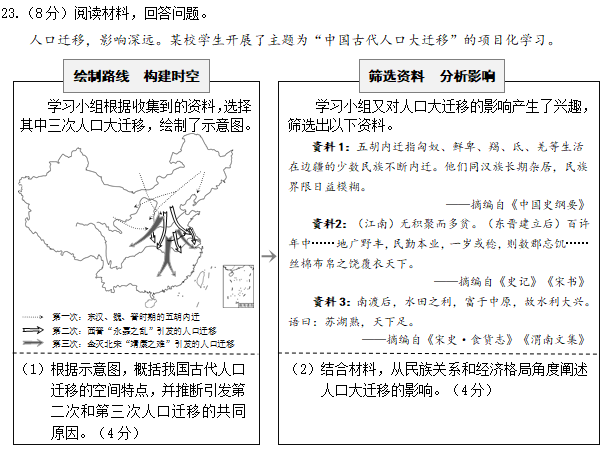 23.（8分）阅读材料，回答问题。
人口迁移，影响深远。某校学生开展了主题为“中国古代人口大迁移”的项目化学习。
绘制路线 构建时空
学习小组根据收集到的资料，选择
其中三次人口大迁移，绘制了示意图。
第一次：东汉、魏、晋时期的五胡内迁
第二次：西晋“永嘉之乱”引发的人口迁移
第三次：金灭北宋“靖康之难”引发的人口迁移
（1）根据示意图，概括我国古代人口
迁移的空间特点，并推断引发第
二次和第三次人口迁移的共同
原因。（4分）
筛选资料 分析影响
学习小组又对人口大迁移的影响产生了兴趣，
筛选出以下资料。
资料1：五胡内迁指匈奴、鲜卑、羯、氐、羌等生活
在边疆的少数民族不断内迁。他们同汉族长期杂居，民族
界限日益模糊。
——摘编自《中国史纲要》
资料2：（江南）无积聚而多贫。（东晋建立后）百许
年中……地广野丰，民勤本业，一岁或稔，则数郡忘饥……
丝棉布帛之饶覆衣天下。
——摘编自《史记》《宋书》
资料3：南渡后，水田之利，富于中原，故水利大兴。
语曰：苏湖熟，天下足。
——摘编自《宋史·食货志》《渭南文集》
（2）结合材料，从民族关系和经济格局角度阐述
人口大迁移的影响。（4分）